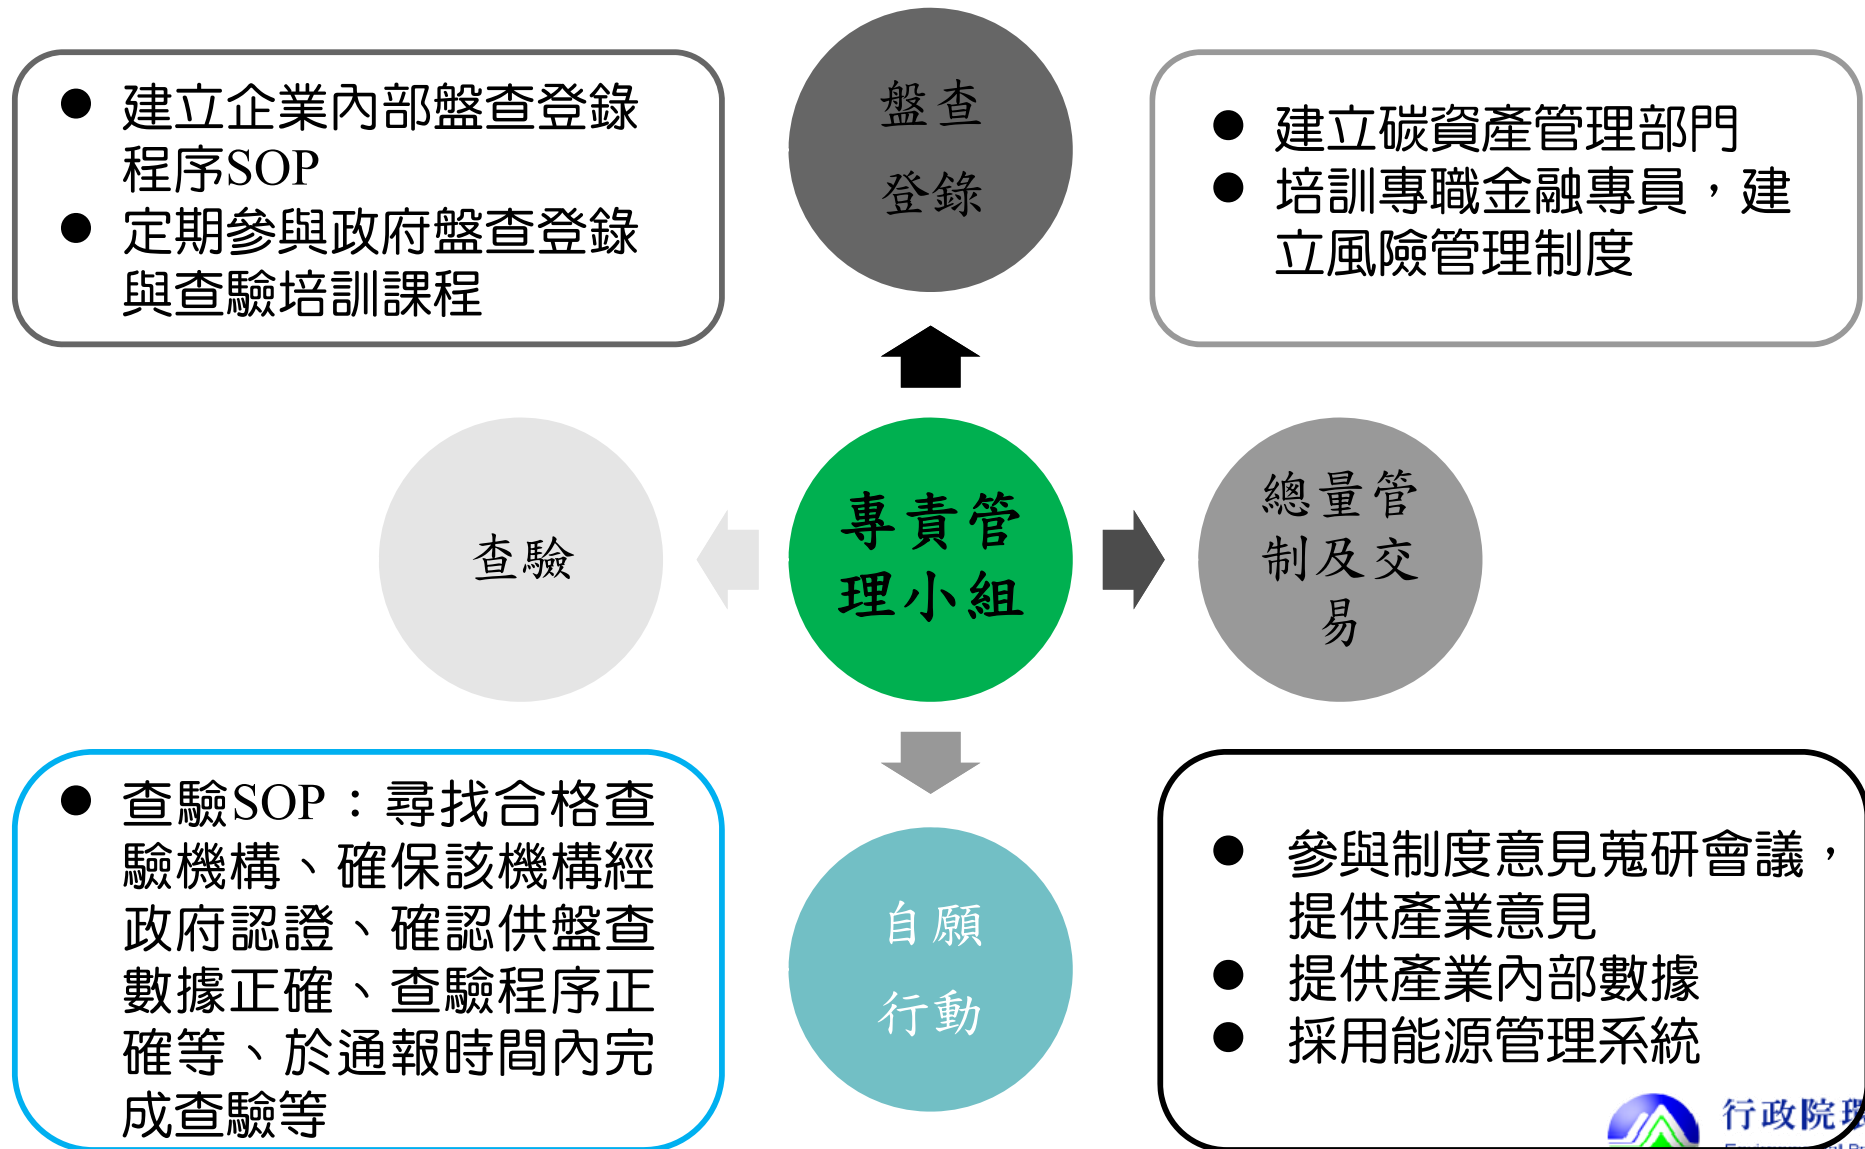 ● 建立企業內部盤查登錄
程序SOP
● 定期參與政府盤查登錄
與查驗培訓課程
盤查
登錄
● 建立碳資產管理部門
● 培訓專職金融專員，建
立風險管理制度
查驗
專責管
理小組
總量管
制及交
易
● 查驗SOP：尋找合格查
驗機構、確保該機構經
政府認證、確認供盤查
數據正確、查驗程序正
確等、於通報時間內完
成查驗等
自願
行動
● 參與制度意見蒐研會議，
提供產業意見
● 提供產業內部數據
● 採用能源管理系統
行政院環